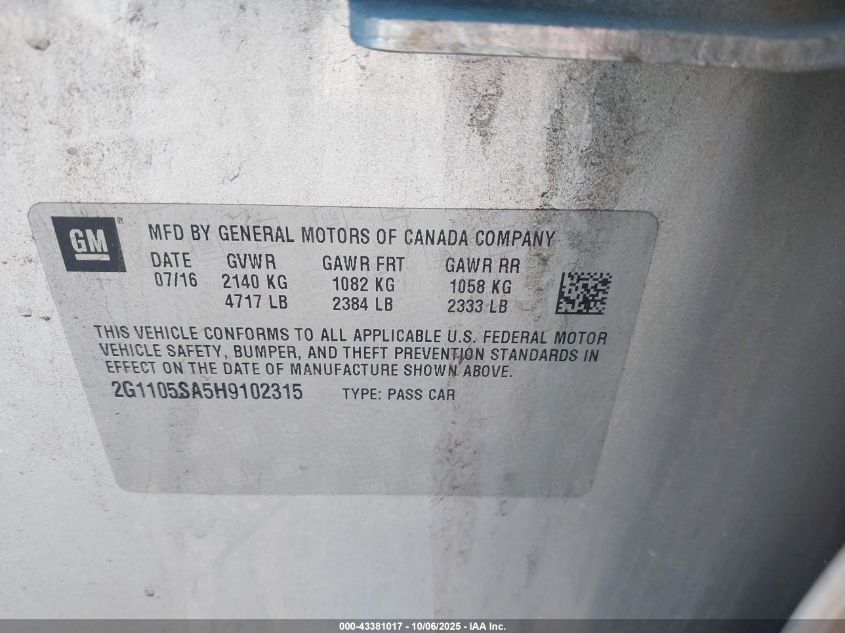 GM ®
MFD BY GENERAL MOTORS OF CANADA COMPANY
DATE GVWR GAWR FRT GAWR RR
07/16 2140 KG 1082 KG 1058 KG
4717 LB 2384 LB 2333 LB
THIS VEHICLE CONFORMS TO ALL APPLICABLE U.S. FEDERAL MOTOR
VEHICLE SAFETY, BUMPER, AND THEFT PREVENTION STANDARDS IN
EFFECT ON THE DATE OF MANUFACTURE SHOWN ABOVE.
2G1105SA5H9102315 TYPE: PASS CAR
000-43381017 - 10/06/2025 - IAA Inc.